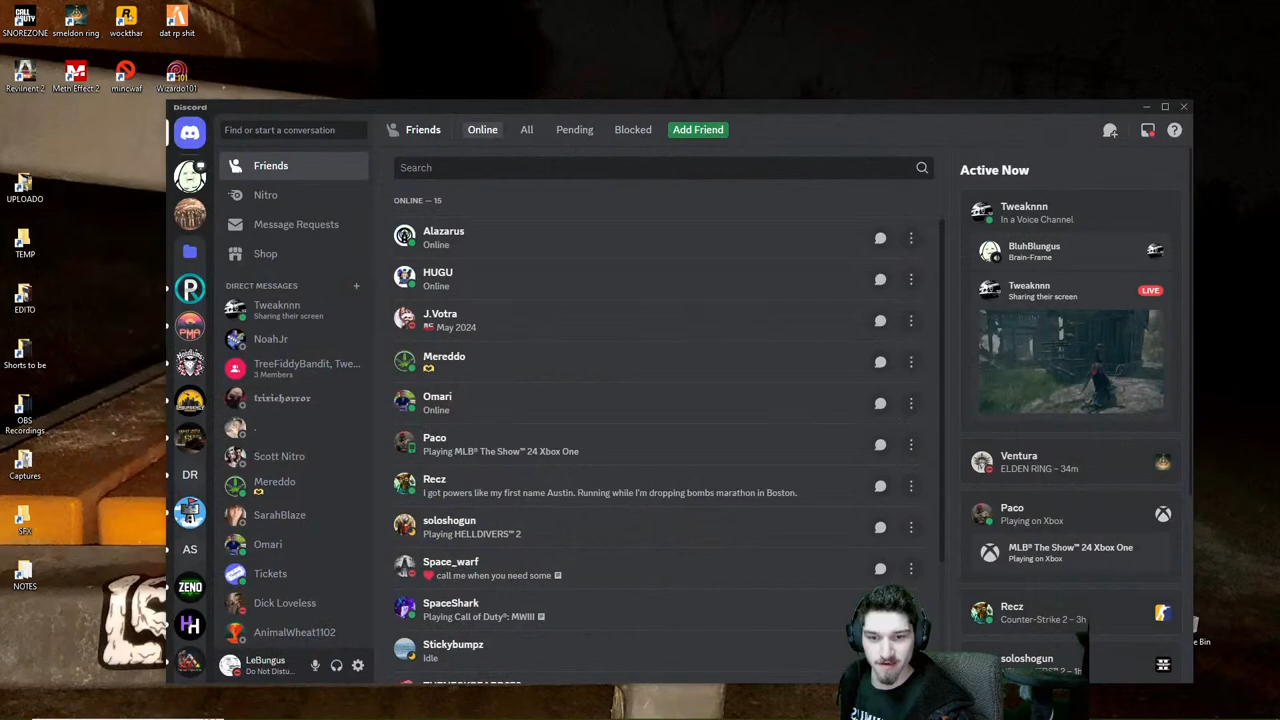 SNOREZONE
smeldon ring
wockthar
dat rp shit
Meth Effect 2
mincwaf
Wizardo101
UPLOADO
TEMP
EDITO
Shorts to be
OBS
Recordings
Captures
SPX
NOTES
Discord
Find or start a conversation
Friends
Online
All
Pending
Blocked
Add Friend
Friends
Nitro
Message Requests
Shop
DIRECT MESSAGES
Tweaknnn
Sharing their screen
NoahJr
TreeFiddyBandit, Twe...
3 Members
𝖙𝖗𝖎𝖝𝖎𝖊𝖍𝖔𝖗𝖗𝖔𝖗
.
Scott Nitro
Mereddo
SarahBlaze
Omari
Tickets
Dick Loveless
AnimalWheat1102
LeBungus
Do Not Distu...
PMA
DR
AS
ZENO
Search
ONLINE — 15
Alazarus
Online
HUGU
Online
J.Votra
May 2024
Mereddo
Omari
Online
Paco
Playing MLB® The Show™ 24 Xbox One
Recz
I got powers like my first name Austin. Running while I'm dropping bombs marathon in Boston.
soloshogun
Playing HELLDIVERS™ 2
Space_warf
call me when you need some
SpaceShark
Playing Call of Duty®: MWIII
Stickybumpz
Idle
Active Now
Tweaknnn
In a Voice Channel
BluhBlungus
Brain-Frame
Tweaknnn
Sharing their screen
LIVE
Ventura
ELDEN RING – 34m
Paco
Playing on Xbox
MLB® The Show™ 24 Xbox One
Playing on Xbox
Recz
Counter-Strike 2 – 3h
soloshogun